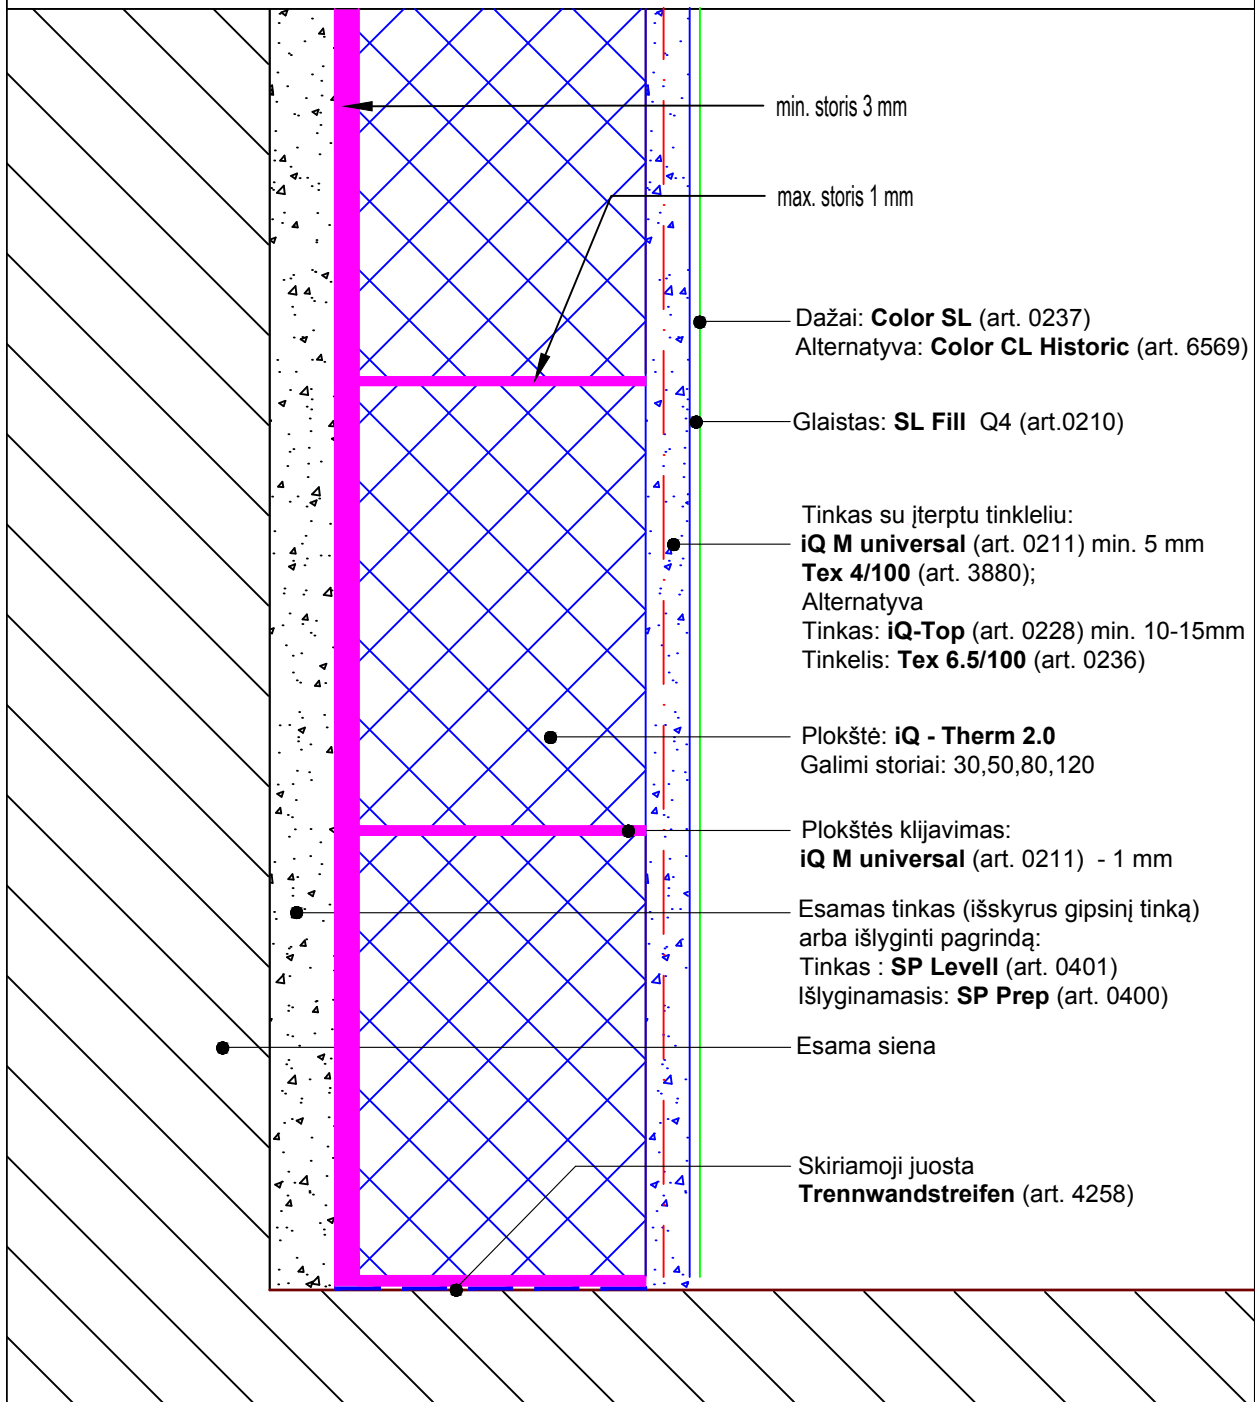 min. storis 3 mm
max. storis 1 mm
Dažai: Color SL (art. 0237)
Alternatyva: Color CL Historic (art. 6569)
Glaistas: SL Fill Q4 (art.0210)
Tinkas su įterptu tinkleliu:
iQ M universal (art. 0211) min. 5 mm
Tex 4/100 (art. 3880);
Alternatyva
Tinkas: iQ-Top (art. 0228) min. 10-15mm
Tinkelis: Tex 6.5/100 (art. 0236)
Plokštė: iQ - Therm 2.0
Galimi storiai: 30,50,80,120
Plokštės klijavimas:
iQ M universal (art. 0211) - 1 mm
Esamas tinkas (išskyrus gipsinį tinką)
arba išlyginti pagrindą:
Tinkas : SP Levell (art. 0401)
Išlyginamasis: SP Prep (art. 0400)
Esama siena
Skiriamoji juosta
Trennwandstreifen (art. 4258)